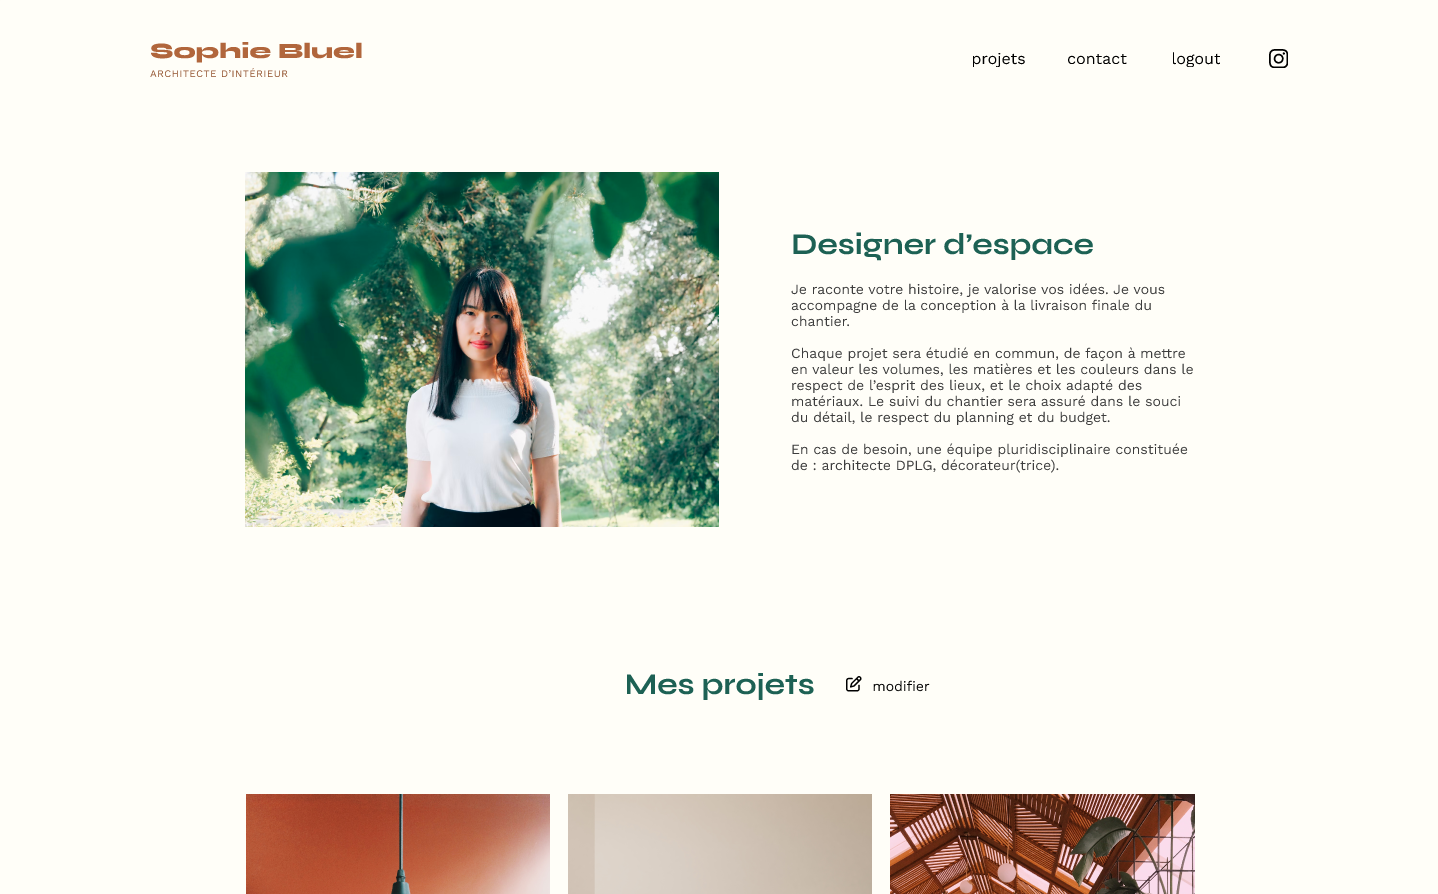 Sophie Bluel
ARCHITECTE D’INTÉRIEUR
projets contact logout
Designer d’espace
Je raconte votre histoire, je valorise vos idées. Je vous
accompagne de la conception à la livraison finale du
chantier.
Chaque projet sera étudié en commun, de façon à mettre
en valeur les volumes, les matières et les couleurs dans le
respect de l’esprit des lieux, et le choix adapté des
matériaux. Le suivi du chantier sera assuré dans le souci
du détail, le respect du planning et du budget.
En cas de besoin, une équipe pluridisciplinaire constituée
de : architecte DPLG, décorateur(trice).
Mes projets modifier